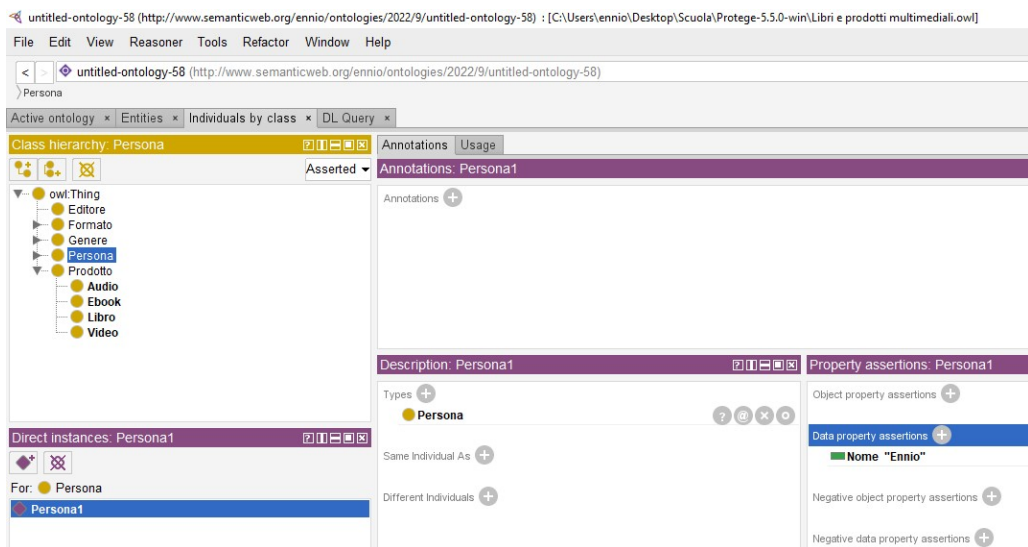 untitled-ontology-58 (http://www.semanticweb.org/ennio/ontologies/2022/9/untitled-ontology-58) : [C:\Users\ennio\Desktop\Scuola\Protege-5.5.0-win\Libri e prodotti multimediali.owl]
File Edit View Reasoner Tools Refactor Window Help
< > untitled-ontology-58 (http://www.semanticweb.org/ennio/ontologies/2022/9/untitled-ontology-58)
Persona
Active ontology × Entities × Individuals by class × DL Query ×
Class hierarchy: Persona
Asserted
owl:Thing
Editore
Formato
Genere
Persona
Prodotto
Audio
Ebook
Libro
Video
Direct instances: Persona1
For: Persona
Persona1
Annotations Usage
Annotations: Persona1
Annotations
Description: Persona1
Types
Persona
Same Individual As
Different Individuals
Property assertions: Persona1
Object property assertions
Data property assertions
Nome "Ennio"
Negative object property assertions
Negative data property assertions